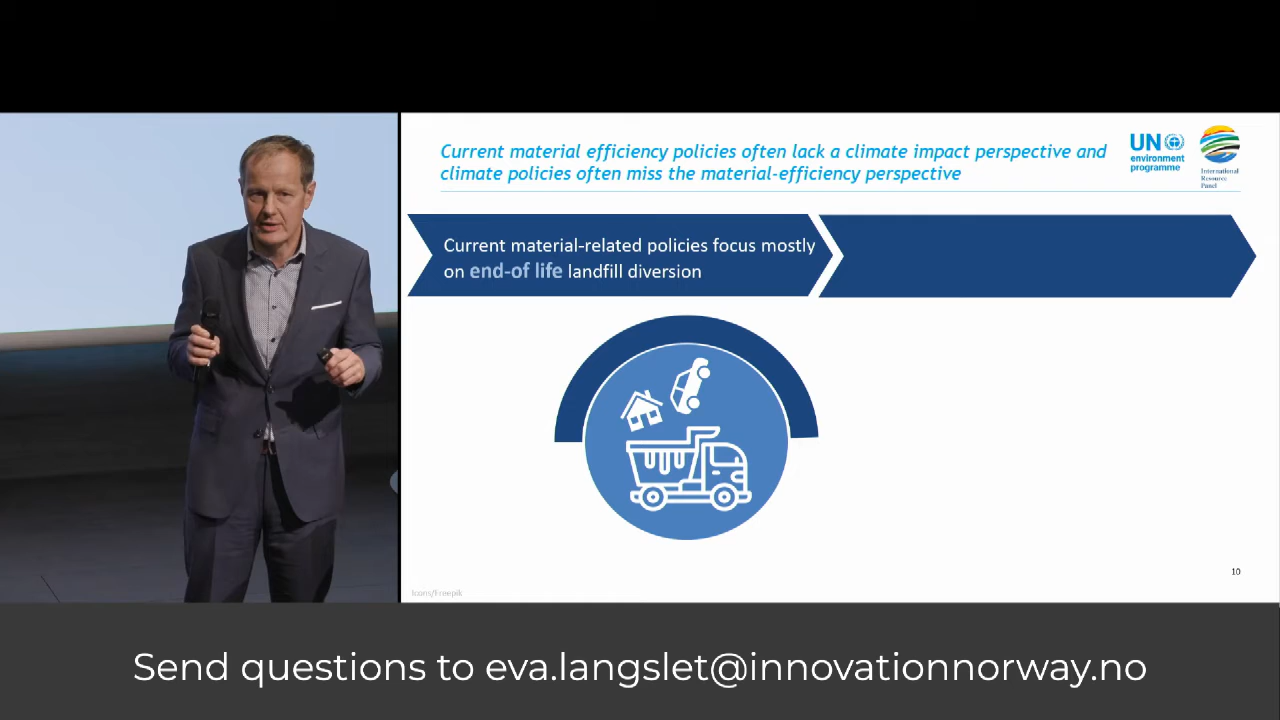 Current material efficiency policies often lack a climate impact perspective and
climate policies often miss the material-efficiency perspective
UN
environment
programme
International
Resource
Panel
Current material-related policies focus mostly
on end-of life landfill diversion
10
Icons/Freepik
Send questions to eva.langslet@innovationnorway.no